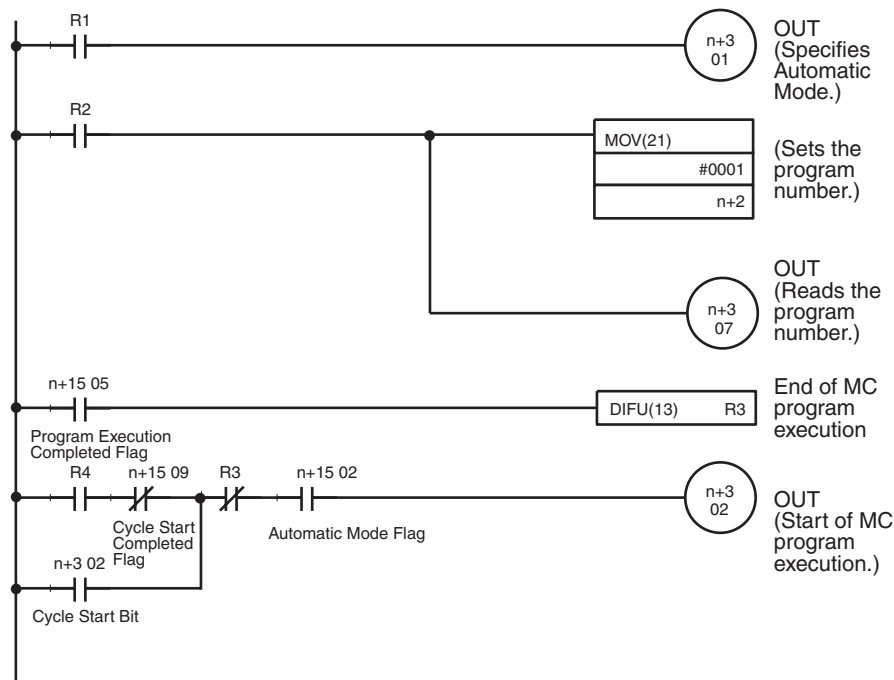 R1
n+3
01
OUT
(Specifies
Automatic
Mode.)
R2
MOV(21)
#0001
n+2
(Sets the
program
number.)
n+3
07
OUT
(Reads the
program
number.)
n+15 05
Program Execution
Completed Flag
DIFU(13) R3
End of MC
program
execution
R4
n+15 09
Cycle Start
Completed
Flag
R3
n+15 02
Automatic Mode Flag
n+3
02
OUT
(Start of MC
program
execution.)
n+3 02
Cycle Start Bit